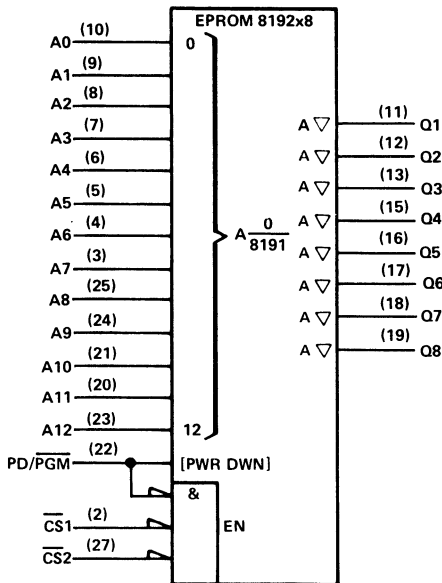 EPROM 8192x8
A0 (10) 0
A1 (9)
A2 (8)
A3 (7)
A4 (6)
A5 (5)
A6 (4)
A7 (3)
A8 (25)
A9 (24)
A10 (21)
A11 (20)
A12 (23) 12
PD/PGM (22) [PWR DWN]
&
CS1 (2) EN
CS2 (27)
A 0
8191
A ▽ (11) Q1
A ▽ (12) Q2
A ▽ (13) Q3
A ▽ (15) Q4
A ▽ (16) Q5
A ▽ (17) Q6
A ▽ (18) Q7
A ▽ (19) Q8